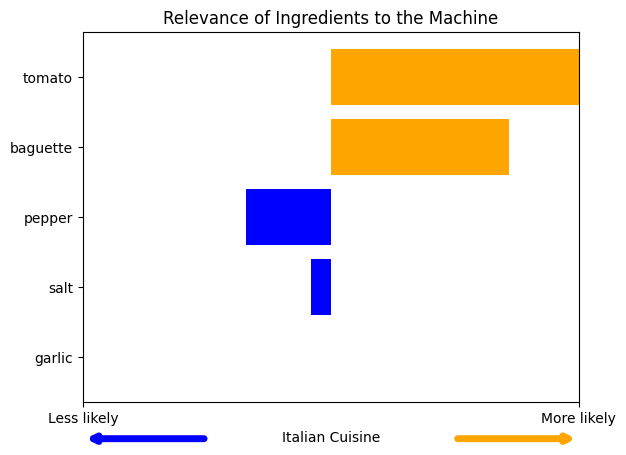 Relevance of Ingredients to the Machine
tomato
baguette
pepper
salt
garlic
Less likely
More likely
Italian Cuisine